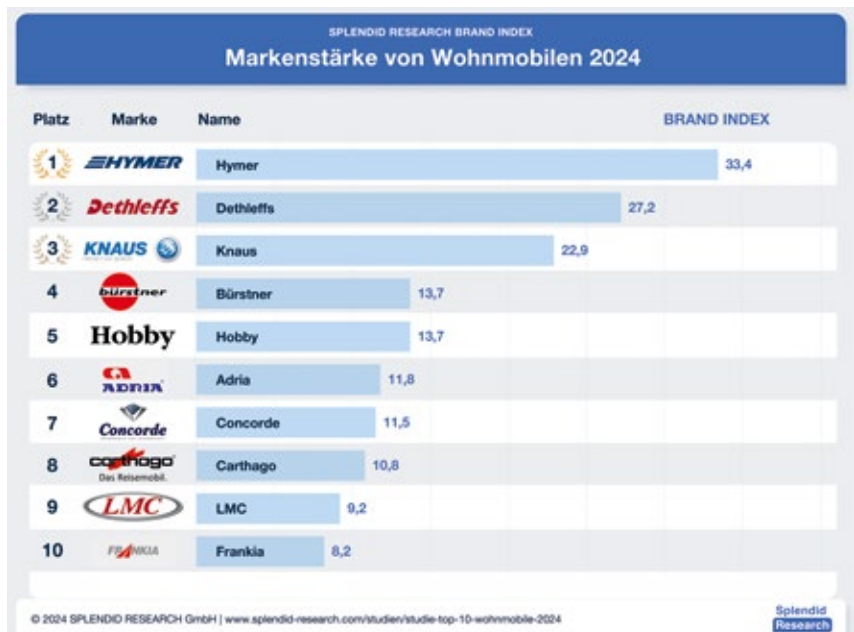 SPLENDID RESEARCH BRAND INDEX
Markenstärke von Wohnmobilen 2024
Platz Marke Name BRAND INDEX
1 HYMER Hymer 33,4
2 Dethleffs Dethleffs 27,2
3 KNAUS Knaus 22,9
4 bürstner Bürstner 13,7
5 Hobby Hobby 13,7
6 ADRIA Adria 11,8
7 Concorde Concorde 11,5
8 carthago Carthago 10,8
Das Reisemobil.
9 LMC LMC 9,2
10 FRANKIA Frankia 8,2
© 2024 SPLENDID RESEARCH GmbH | www.splendid-research.com/studien/studie-top-10-wohnmobile-2024
Splendid
Research